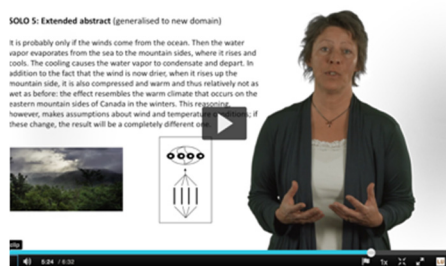 SOLO 5: Extended abstract (generalised to new domain)
It is probably only if the winds come from the ocean. Then the water
vapor evaporates from the sea to the mountain sides, where it rises and
cools. The cooling causes the water vapor to condensate and depart. In
addition to the fact that the wind is now drier, when it rises up the
mountain side, it is also compressed and warm and thus relatively not as
wet as before: the effect resembles the warm climate that occurs on the
eastern mountain sides of Canada in the winters. This reasoning,
however, makes assumptions about wind and temperature conditions; if
these change, the result will be a completely different one.
5:24 / 6:32
1x